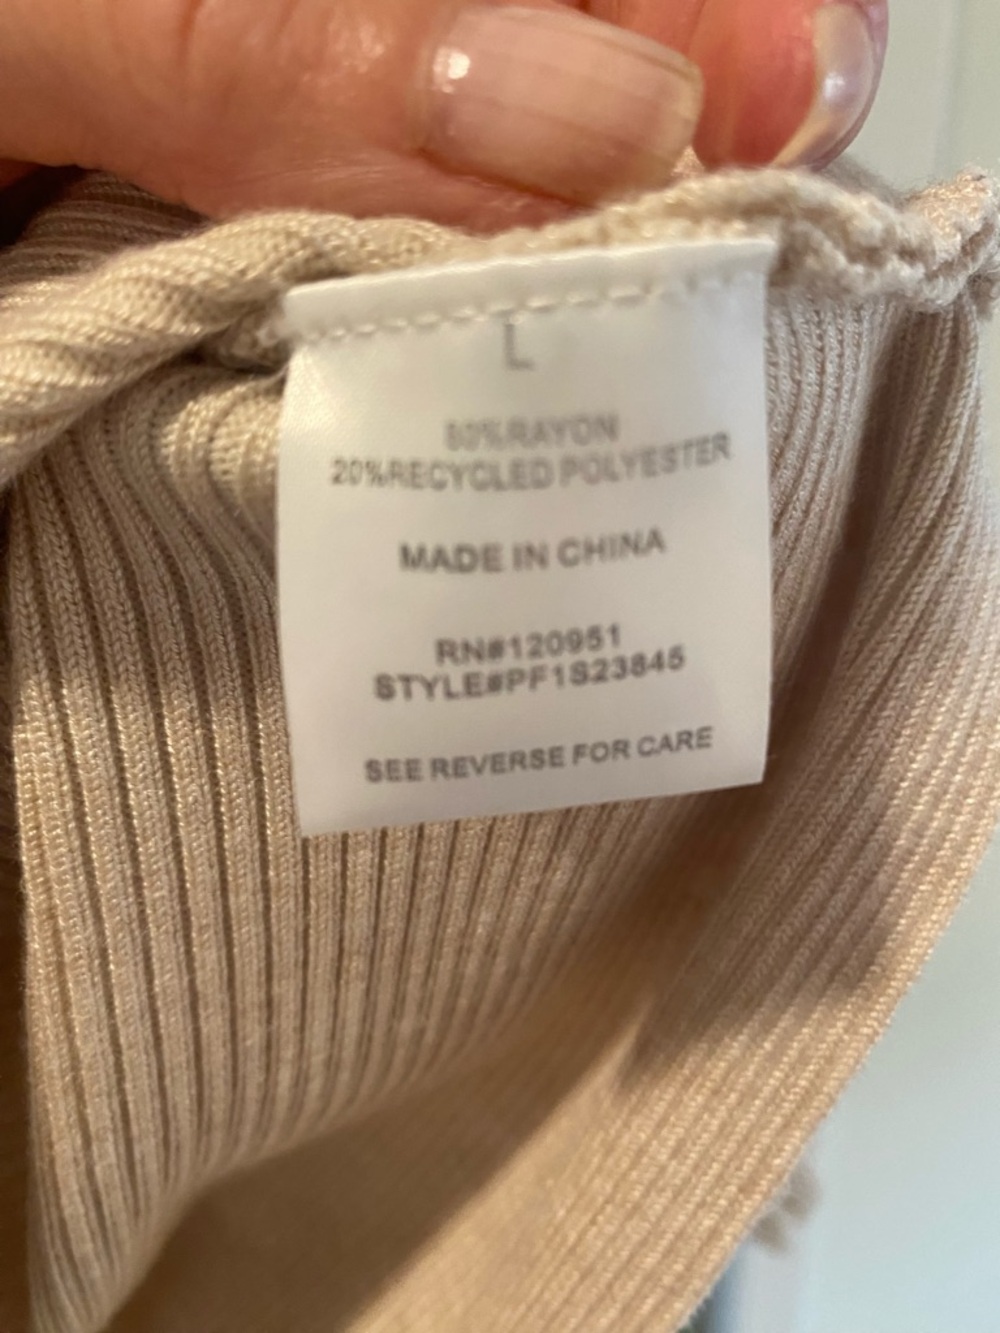 L
80%RAYON
20%RECYCLED POLYESTER
MADE IN CHINA
RN#120951
STYLE#PF1S23845
SEE REVERSE FOR CARE